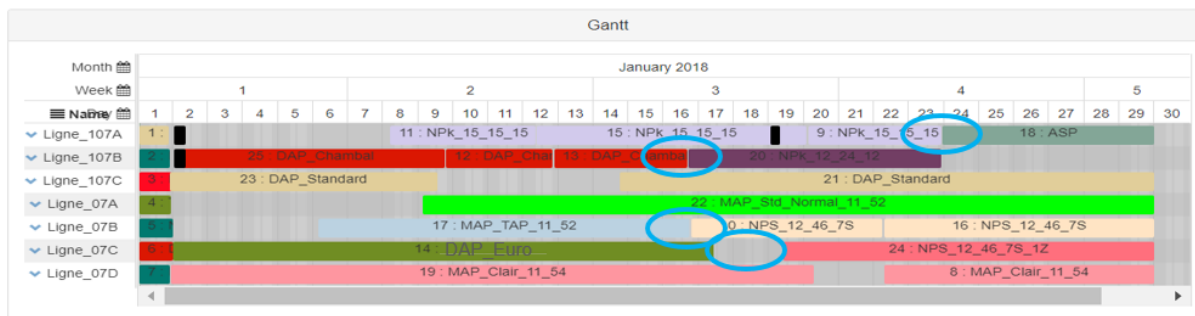 Gantt
Month January 2018
Week 1 2 3 4 5
Name Day 1 2 3 4 5 6 7 8 9 10 11 12 13 14 15 16 17 18 19 20 21 22 23 24 25 26 27 28 29 30
Ligne_107A 1 : 11 : NPk_15_15_15 15 : NPk_15_15_15 9 : NPk_15_15_15 18 : ASP
Ligne_107B 2 25 : DAP_Chambal 12 : DAP_Chai 13 : DAP_Chamba 20 : NPk_12_24_12
Ligne_107C 3 23 : DAP_Standard 21 : DAP_Standard
Ligne_07A 4 : 22 : MAP_Std_Normal_11_52
Ligne_07B 5 : 17 : MAP_TAP_11_52 0 : NPS_12_46_7S 16 : NPS_12_46_7S
Ligne_07C 6 : 14 : DAP_Euro 24 : NPS_12_46_7S_1Z
Ligne_07D 7 19 : MAP_Clair_11_54 8 : MAP_Clair_11_54